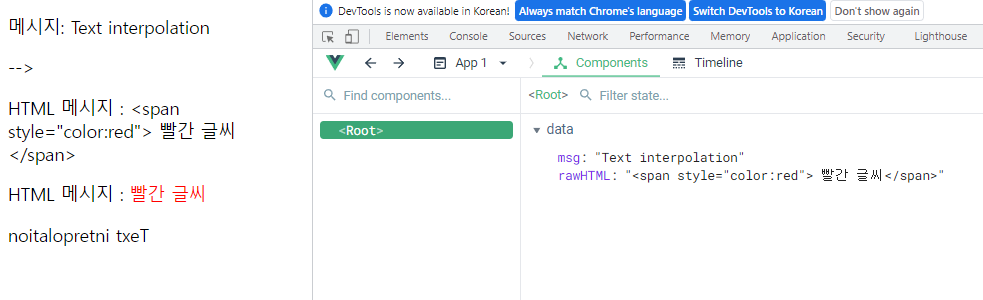 메시지: Text interpolation
-->
HTML 메시지 : <span
style="color:red"> 빨간 글씨
</span>
HTML 메시지 : 빨간 글씨
noitalopretni txeT
DevTools is now available in Korean! Always match Chrome's language Switch DevTools to Korean Don't show again
Elements Console Sources Network Performance Memory Application Security Lighthouse
App 1 Components Timeline
Find components...
<Root> Filter state...
<Root>
data
msg: "Text interpolation"
rawHTML: "<span style="color:red"> 빨간 글씨</span>"